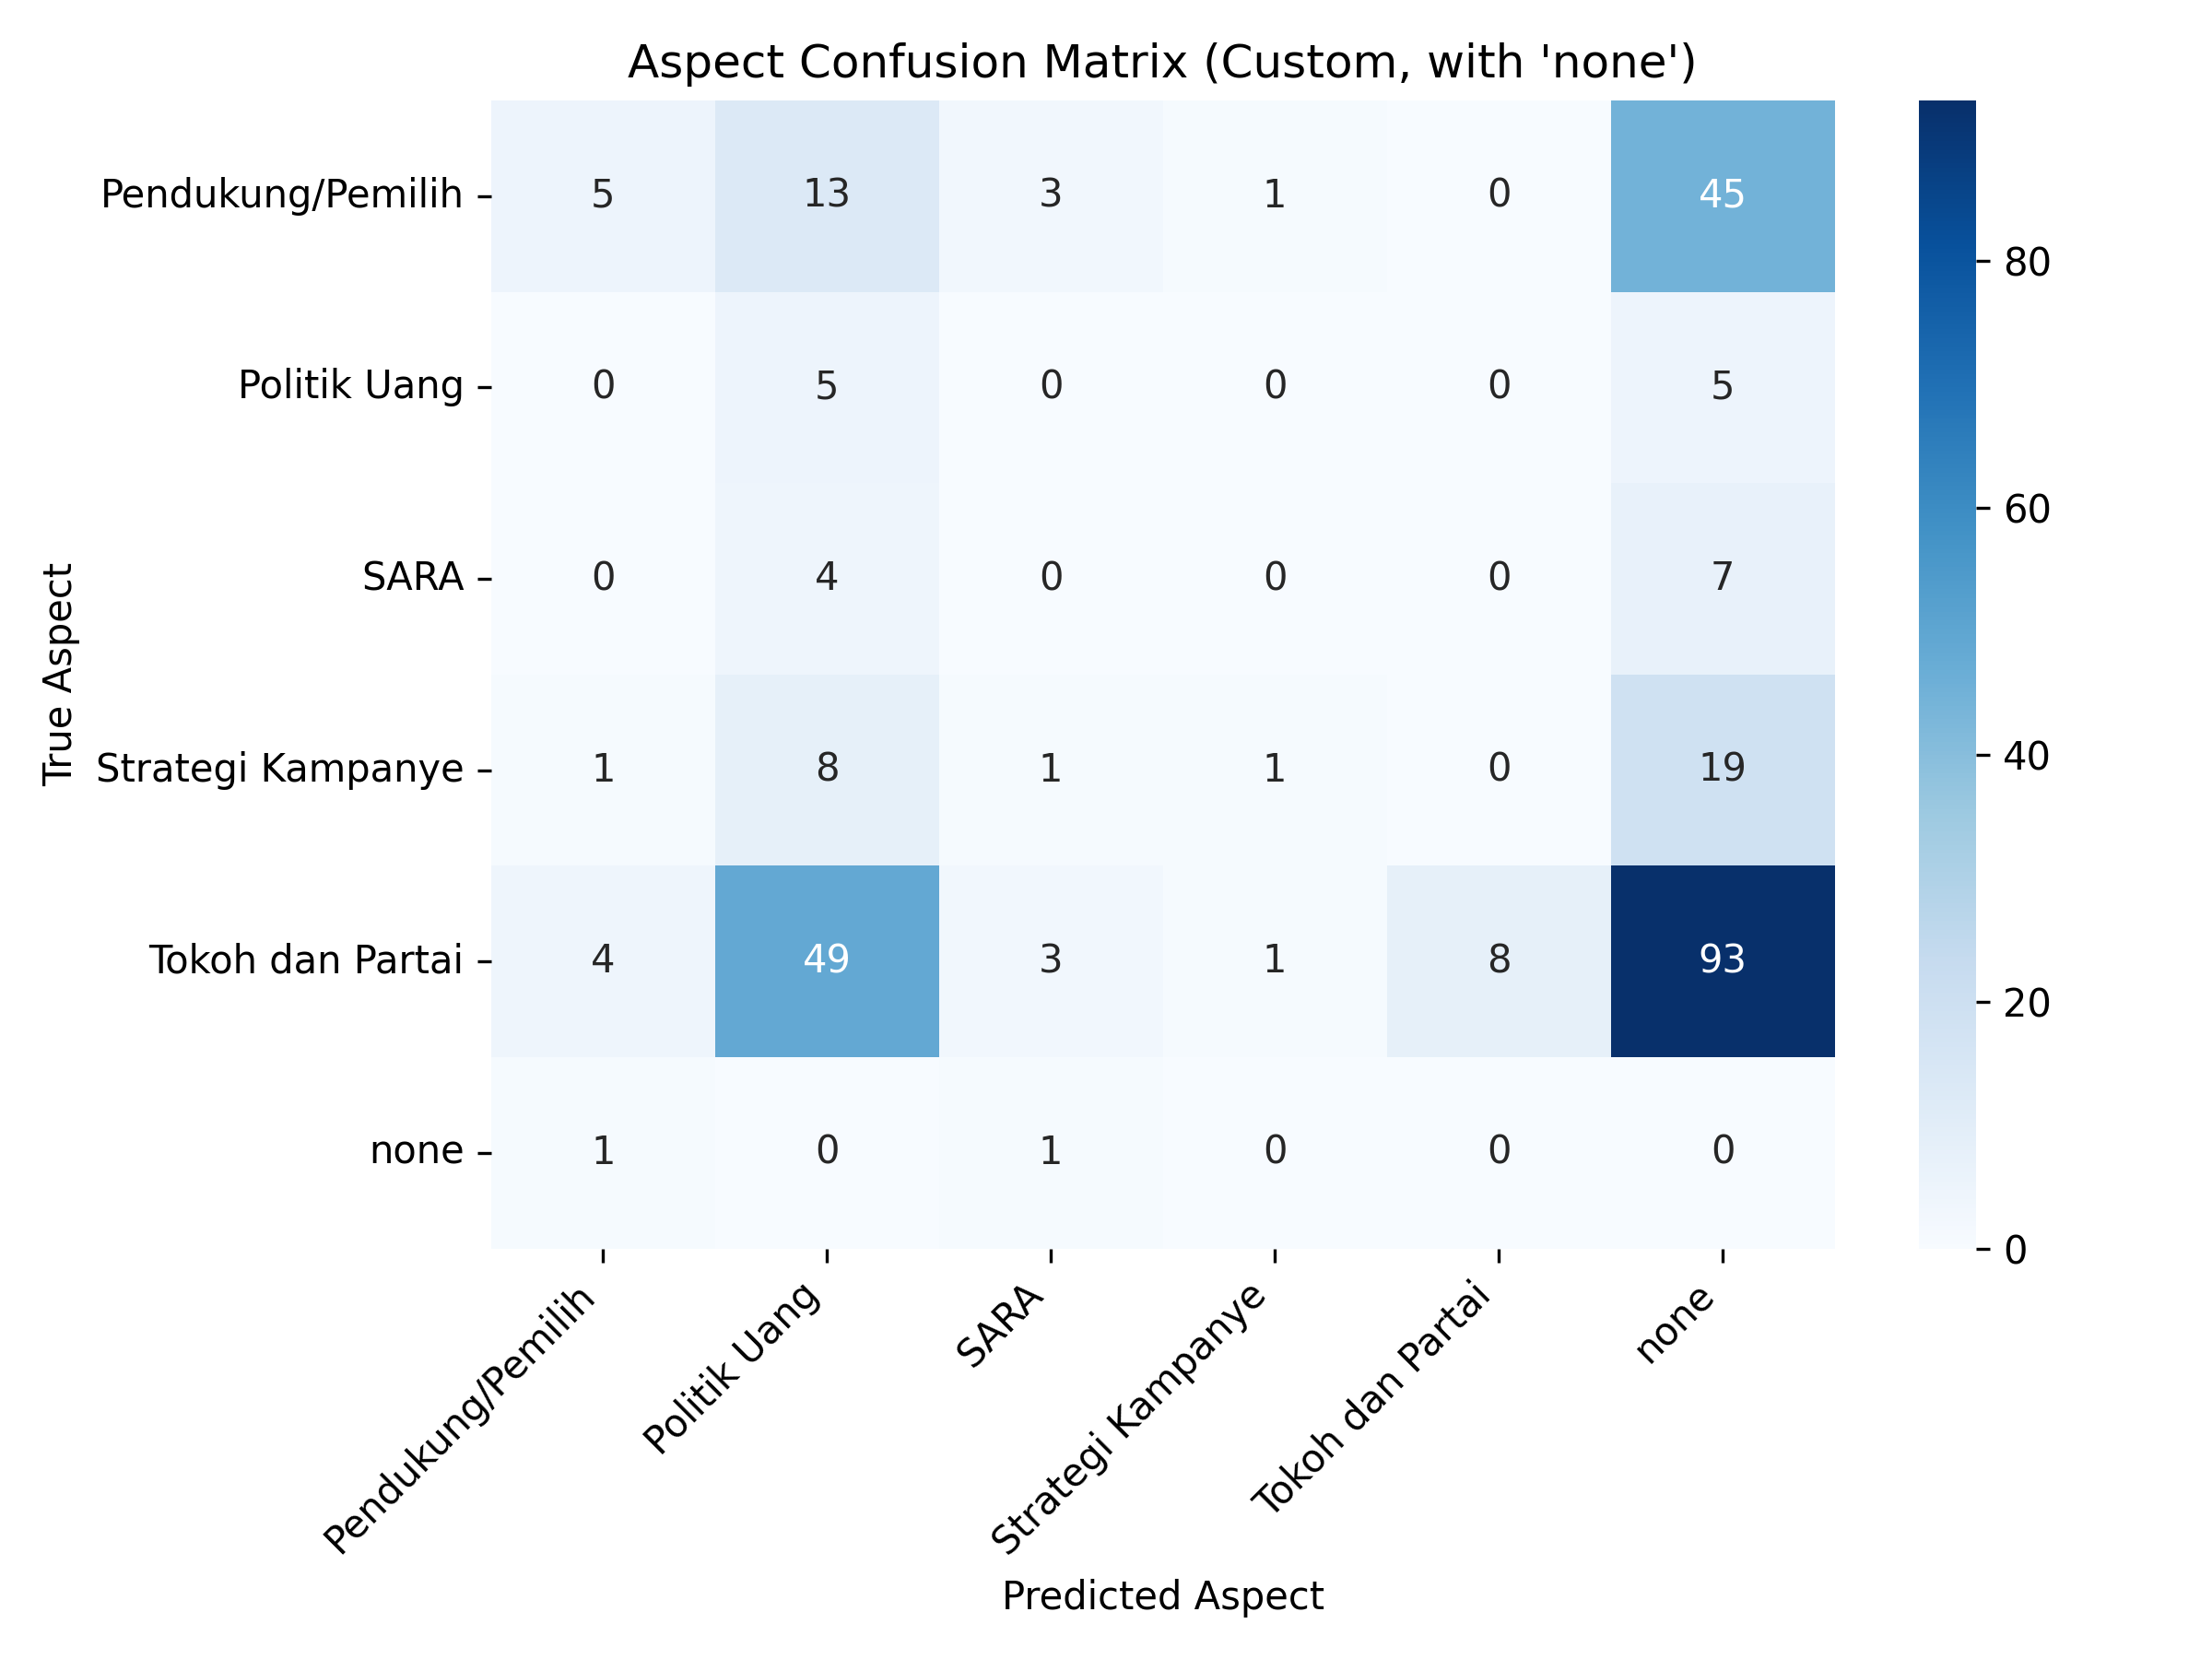 Aspect Confusion Matrix (Custom, with 'none')
True Aspect
Pendukung/Pemilih 5 13 3 1 0 45
Politik Uang 0 5 0 0 0 5
SARA 0 4 0 0 0 7
Strategi Kampanye 1 8 1 1 0 19
Tokoh dan Partai 4 49 3 1 8 93
none 1 0 1 0 0 0
Pendukung/Pemilih Politik Uang SARA Strategi Kampanye Tokoh dan Partai none
Predicted Aspect
80
60
40
20
0